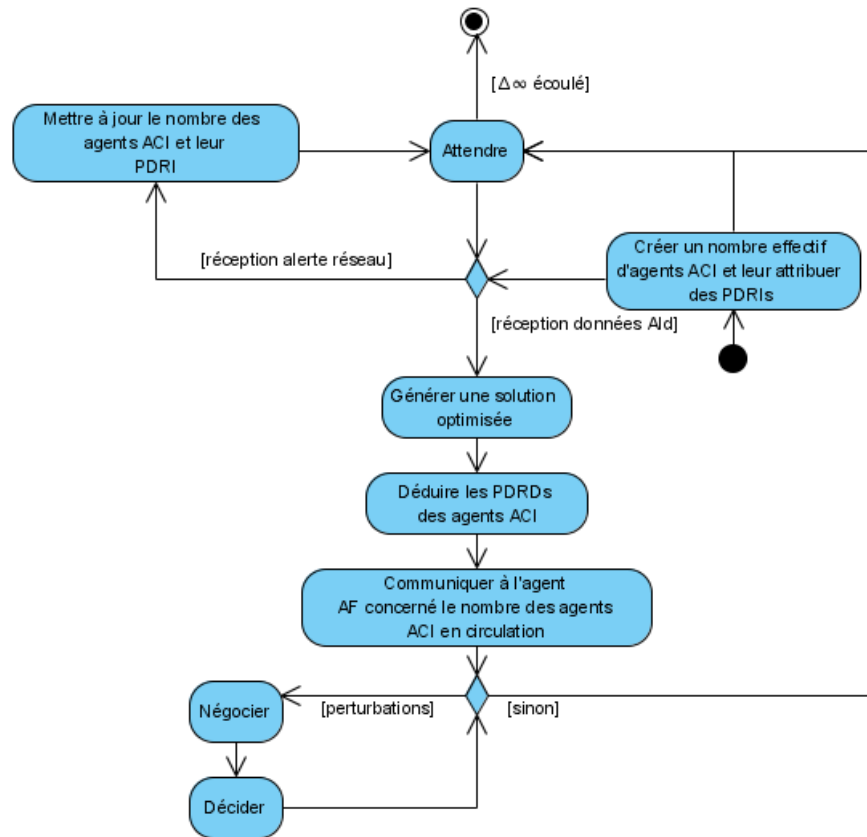 [Δ∞ écoulé]
Mettre à jour le nombre des
agents ACI et leur
PDRI
Attendre
Créer un nombre effectif
d'agents ACI et leur attribuer
des PDRIs
[réception alerte réseau]
[réception données AId]
Générer une solution
optimisée
Déduire les PDRDs
des agents ACI
Communiquer à l'agent
AF concerné le nombre des agents
ACI en circulation
Négocier
[perturbations]
[sinon]
Décider